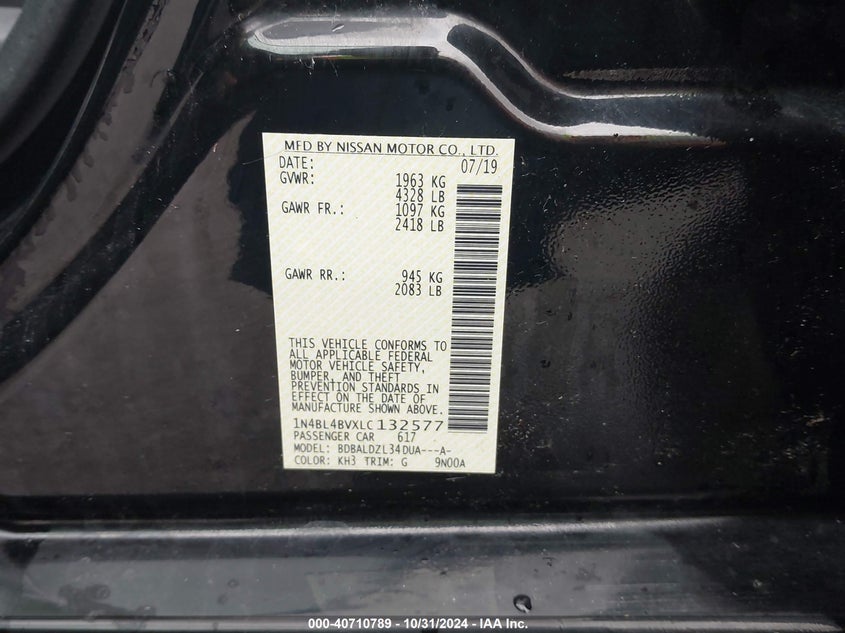 MFD BY NISSAN MOTOR CO., LTD.
DATE: 07/19
GVWR: 1963 KG
4328 LB
GAWR FR.: 1097 KG
2418 LB
GAWR RR.: 945 KG
2083 LB
THIS VEHICLE CONFORMS TO
ALL APPLICABLE FEDERAL
MOTOR VEHICLE SAFETY,
BUMPER, AND THEFT
PREVENTION STANDARDS IN
EFFECT ON THE DATE OF
MANUFACTURE SHOWN ABOVE.
1N4BL4BVXLC132577
PASSENGER CAR 617
MODEL: BDBALDZL34DUA---A-
COLOR: KH3 TRIM: G 9N00A
000-40710789 - 10/31/2024 - IAA Inc.